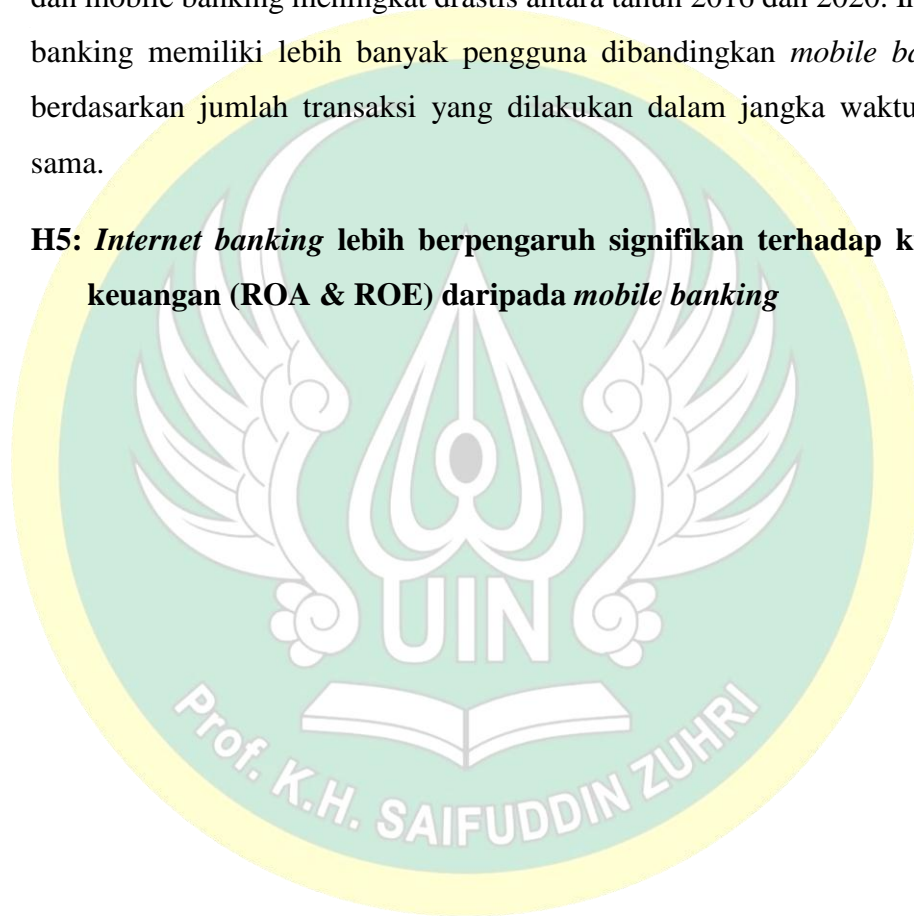 dan mobile banking meningkat drastis antara tahun 2016 dan 2020.
banking memiliki lebih banyak pengguna dibandingkan mobile
berdasarkan jumlah transaksi yang dilakukan dalam jangka waktu
sama.
H5: Internet banking lebih berpengaruh signifikan terhadap
keuangan (ROA & ROE) daripada mobile banking
UIN
Prof. K.H. SAIFUDDIN ZUHRI